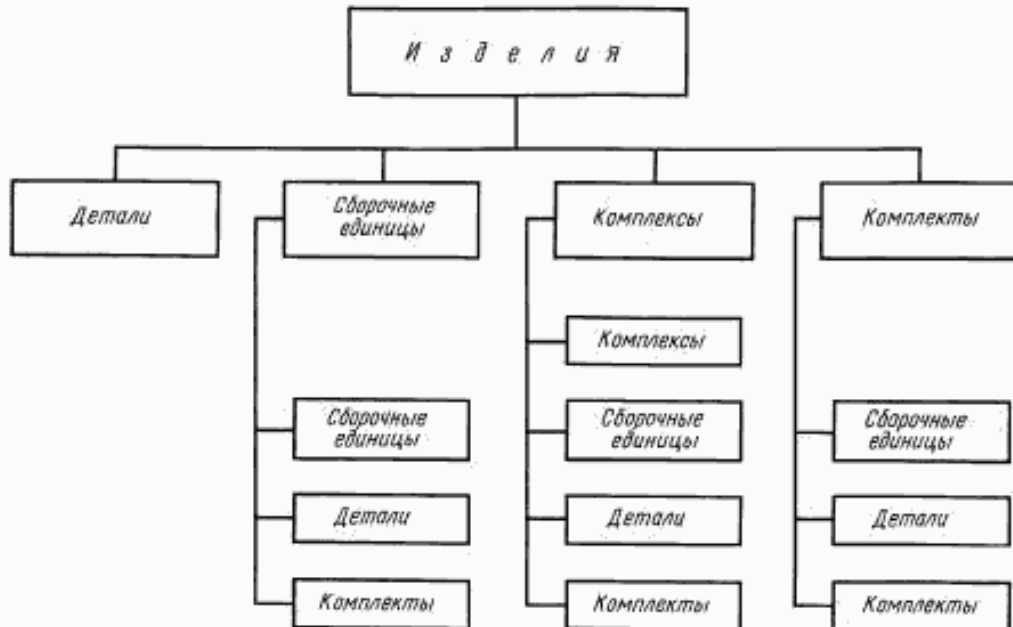 Изделия
Детали
Сборочные
единицы
Комплексы
Комплекты
Комплексы
Сборочные
единицы
Сборочные
единицы
Сборочные
единицы
Детали
Детали
Детали
Комплекты
Комплекты
Комплекты